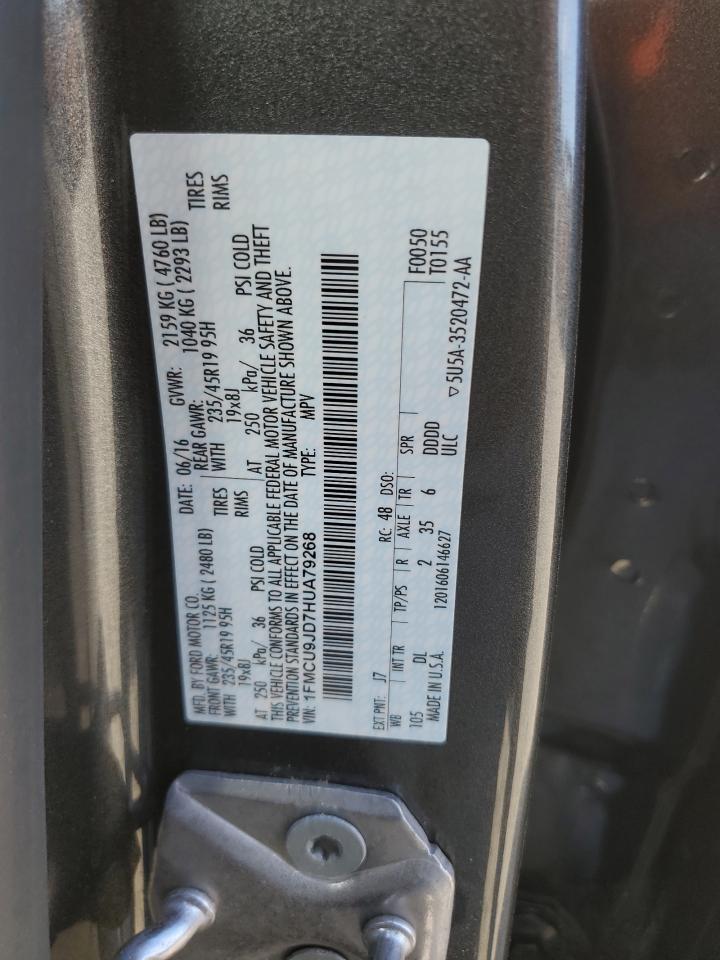 MFD. BY FORD MOTOR CO. DATE: 06/16 GVWR: 2159 KG ( 4760 LB)
FRONT GAWR: 1125 KG ( 2480 LB) REAR GAWR: 1040 KG ( 2293 LB)
WITH 235/45R19 95H TIRES WITH 235/45R19 95H TIRES
19x8J RIMS 19x8J RIMS
AT 250 kPa/ 36 PSI COLD AT 250 kPa/ 36 PSI COLD
THIS VEHICLE CONFORMS TO ALL APPLICABLE FEDERAL MOTOR VEHICLE SAFETY AND THEFT
PREVENTION STANDARDS IN EFFECT ON THE DATE OF MANUFACTURE SHOWN ABOVE.
VIN: 1FMCU9JD7HUA79268 TYPE: MPV
EXT PNT: J7 RC: 48 DSO: F0050
WB INT TR TP/PS R AXLE TR SPR T0155
105 DL 2 35 6 DDDD
MADE IN U.S.A. 1201606146627 ULC ▽5U5A-3520472-AA